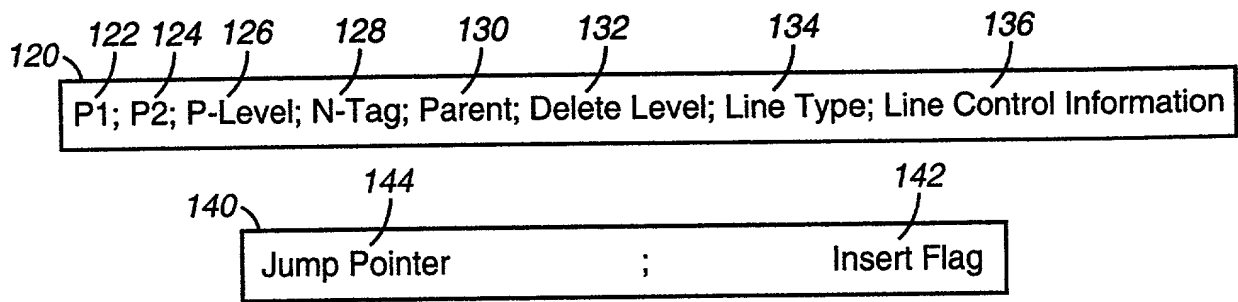 122 124 126 128 130 132 134 136
120
P1; P2; P-Level; N-Tag; Parent; Delete Level; Line Type; Line Control Information
144 142
140
Jump Pointer ; Insert Flag